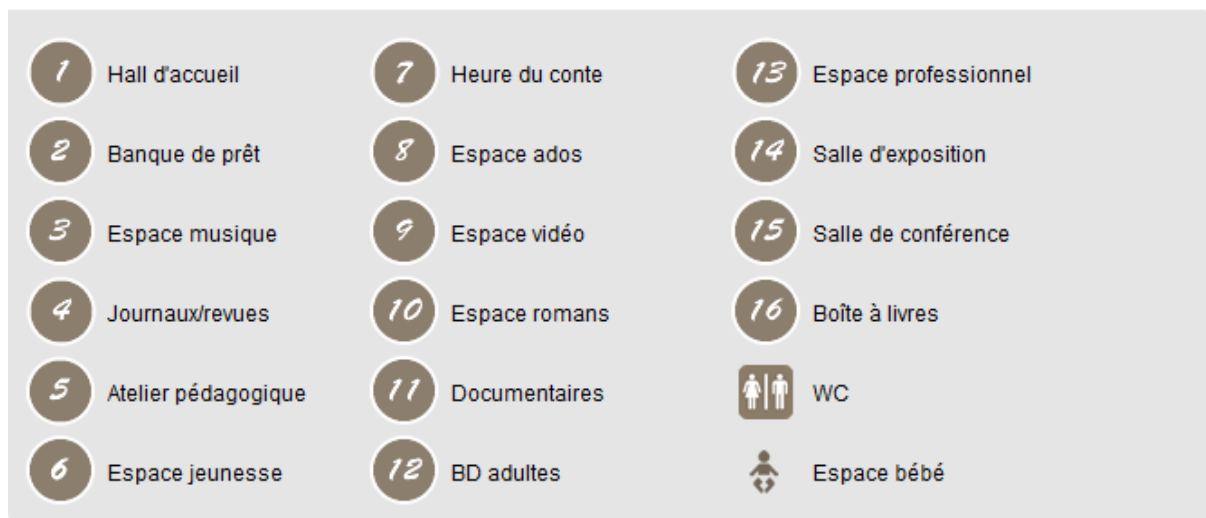 1 Hall d'accueil
2 Banque de prêt
3 Espace musique
4 Journaux/revues
5 Atelier pédagogique
6 Espace jeunesse
7 Heure du conte
8 Espace ados
9 Espace vidéo
10 Espace romans
11 Documentaires
12 BD adultes
13 Espace professionnel
14 Salle d'exposition
15 Salle de conférence
16 Boîte à livres
WC
Espace bébé